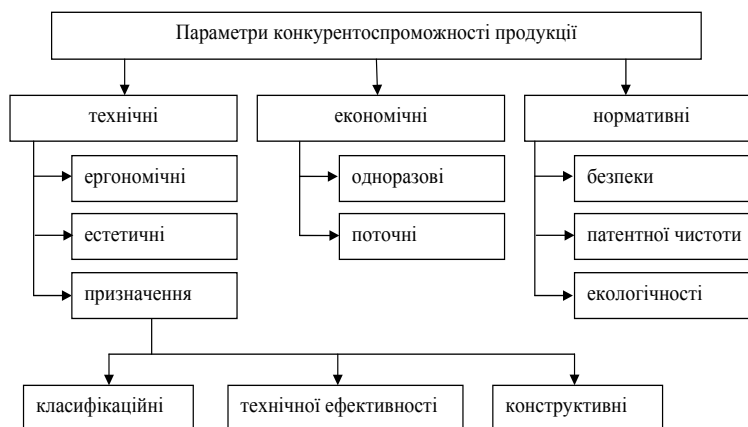 Параметри конкурентоспроможності продукції
технічні
економічні
нормативні
ергономічні
одноразові
безпеки
естетичні
поточні
патентної чистоти
призначення
екологічності
класифікаційні
технічної ефективності
конструктивні